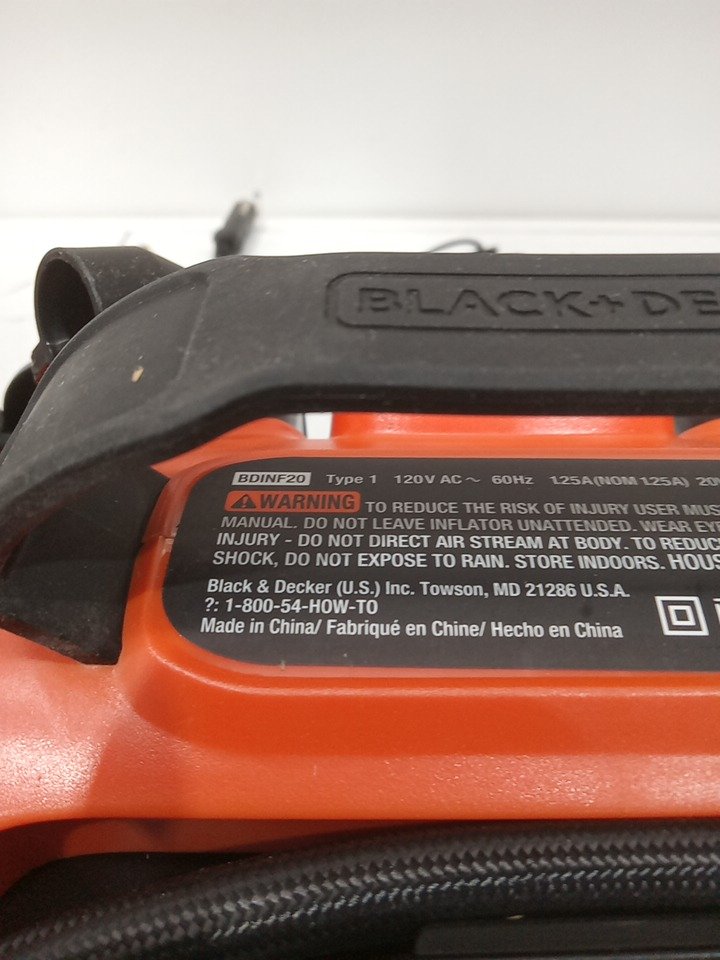 BLACK+DE
BDINF20 Type 1 120V AC ~ 60Hz 1.25A (NOM 1.25A) 20
WARNING TO REDUCE THE RISK OF INJURY USER MUS
MANUAL. DO NOT LEAVE INFLATOR UNATTENDED. WEAR EY
INJURY - DO NOT DIRECT AIR STREAM AT BODY. TO REDUC
SHOCK, DO NOT EXPOSE TO RAIN. STORE INDOORS. HOUS
Black & Decker (U.S.) Inc. Towson, MD 21286 U.S.A.
?: 1-800-54-HOW-TO
Made in China/ Fabriqué en Chine/ Hecho en China